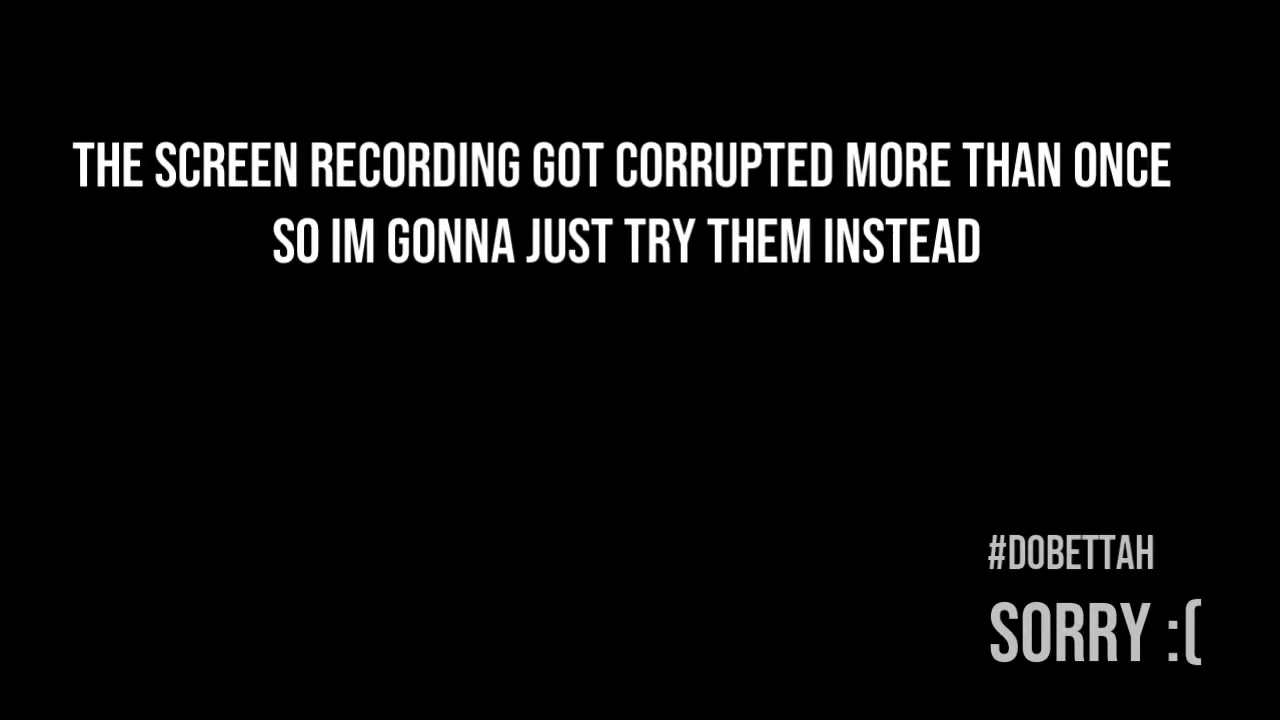 THE SCREEN RECORDING GOT CORRUPTED MORE THAN ONCE
SO IM GONNA JUST TRY THEM INSTEAD
#DOBETTAH
SORRY :(